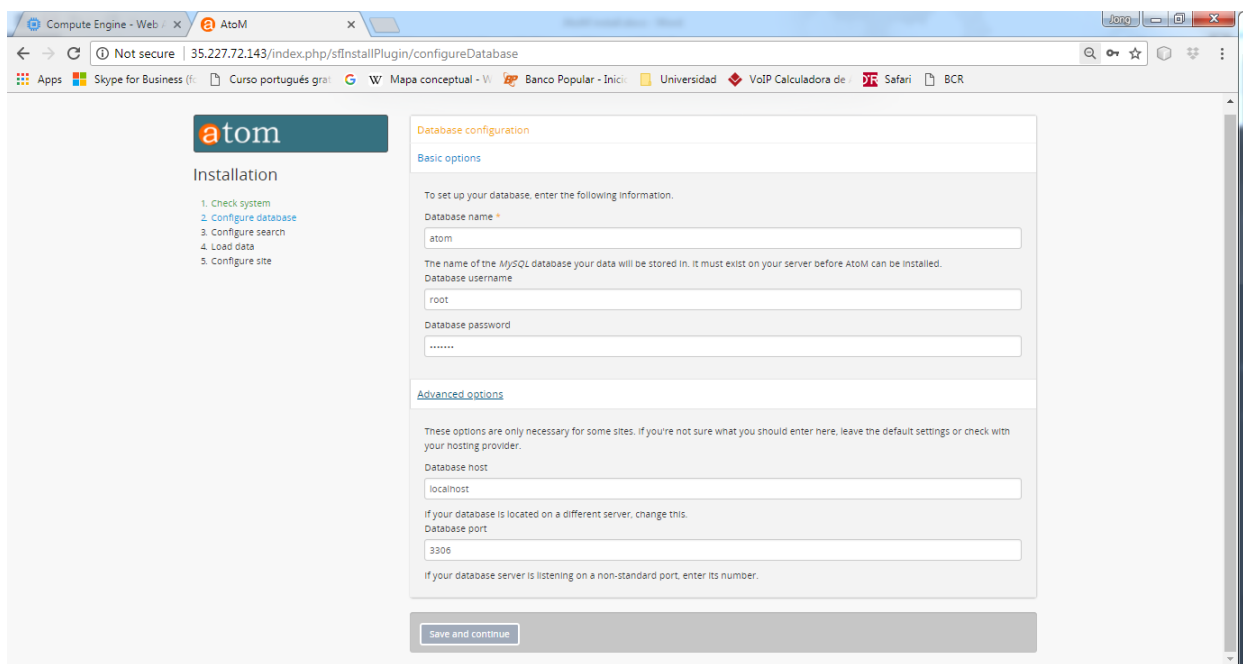 Compute Engine - Web A
AtoM
Jong
Not secure | 35.227.72.143/index.php/sfInstallPlugin/configureDatabase
Apps
Skype for Business (fo
Curso portugués grat
Mapa conceptual - W
Banco Popular - Inicio
Universidad
VoIP Calculadora de A
Safari
BCR
atom
Installation
1. Check system
2. Configure database
3. Configure search
4. Load data
5. Configure site
Database configuration
Basic options
To set up your database, enter the following information.
Database name *
atom
The name of the MySQL database your data will be stored in. It must exist on your server before AtoM can be installed.
Database username
root
Database password
•••••••
Advanced options
These options are only necessary for some sites. If you're not sure what you should enter here, leave the default settings or check with
your hosting provider.
Database host
localhost
If your database is located on a different server, change this.
Database port
3306
If your database server is listening on a non-standard port, enter its number.
Save and continue